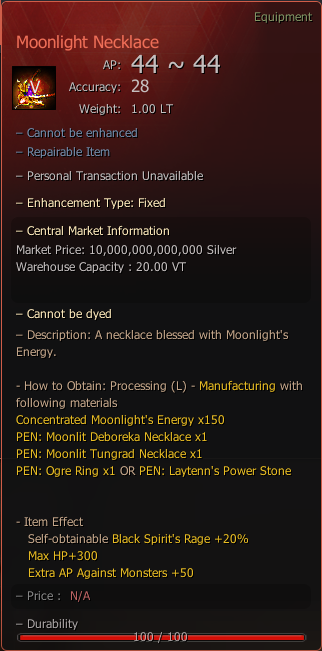 Equipment
Moonlight Necklace
AP: 44 ~ 44
Accuracy: 28
Weight: 1.00 LT
– Cannot be enhanced
– Repairable Item
– Personal Transaction Unavailable
– Enhancement Type: Fixed
– Central Market Information
Market Price: 10,000,000,000,000 Silver
Warehouse Capacity : 20.00 VT
– Cannot be dyed
– Description: A necklace blessed with Moonlight's
Energy.
- How to Obtain: Processing (L) - Manufacturing with
following materials
Concentrated Moonlight's Energy x150
PEN: Moonlit Deboreka Necklace x1
PEN: Moonlit Tungrad Necklace x1
PEN: Ogre Ring x1 OR PEN: Laytenn's Power Stone
- Item Effect
Self-obtainable Black Spirit's Rage +20%
Max HP+300
Extra AP Against Monsters +50
– Price : N/A
– Durability
100 / 100